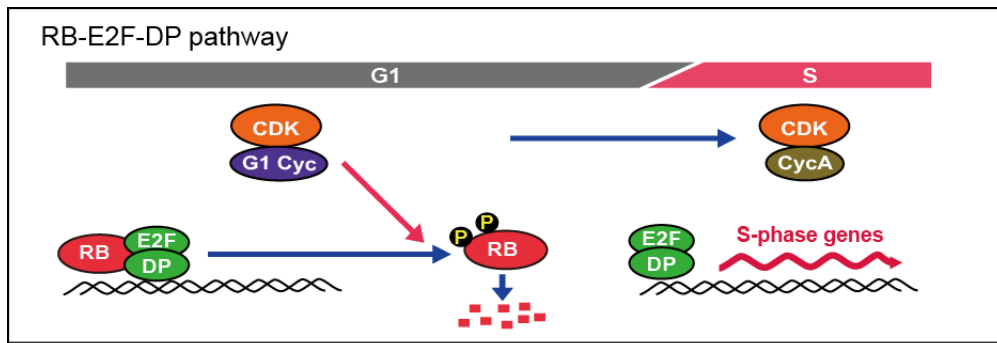 RB-E2F-DP pathway
G1
S
CDK
G1 Cyc
CDK
CycA
RB
E2F
DP
P
P
RB
E2F
DP
S-phase genes